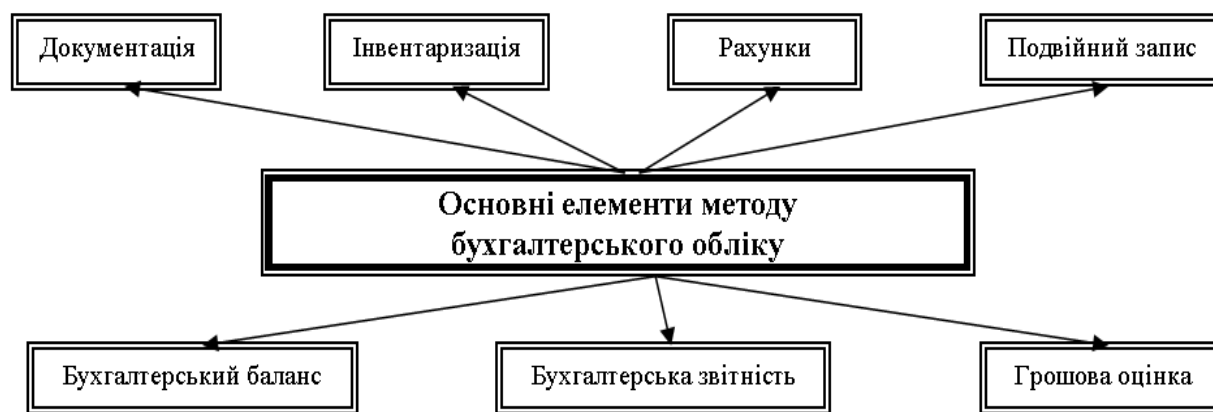 Документація
Інвентаризація
Рахунки
Подвійний запис
Основні елементи методу
бухгалтерського обліку
Бухгалтерський баланс
Бухгалтерська звітність
Грошова оцінка